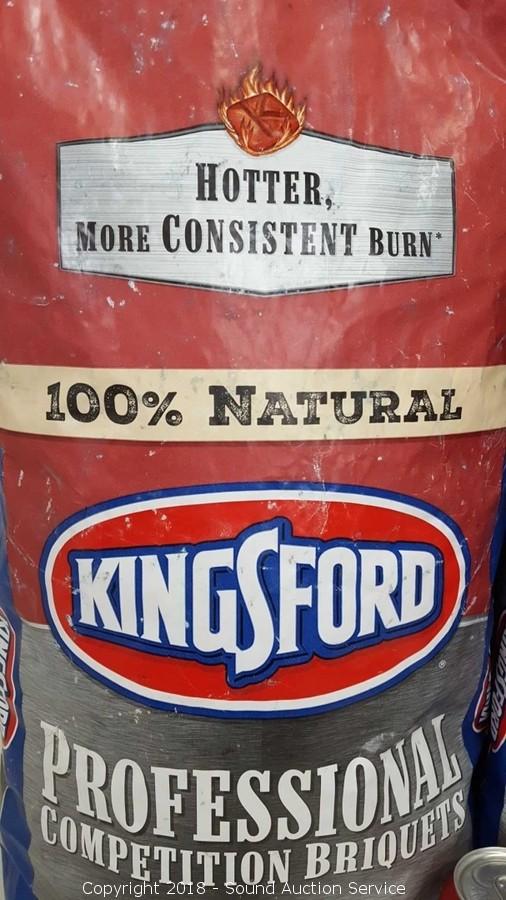 HOTTER,
MORE CONSISTENT BURN*
100% NATURAL
KINGSFORD
®
PROFESSIONAL
COMPETITION BRIQUETS
Copyright 2018 - Sound Auction Service